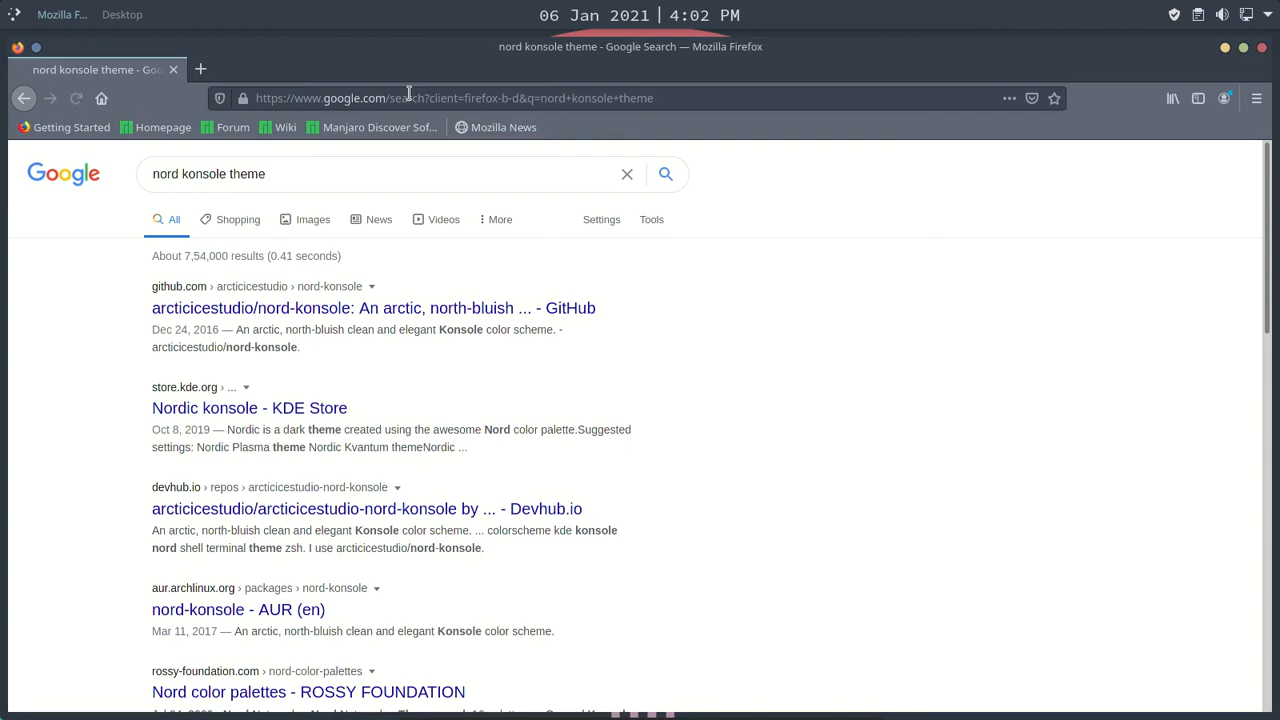 Mozilla F...
Desktop
06 Jan 2021 | 4:02 PM
nord konsole theme - Google Search — Mozilla Firefox
nord konsole theme - Goo
https://www.google.com/search?client=firefox-b-d&q=nord+konsole+theme
Getting Started
Homepage
Forum
Wiki
Manjaro Discover Sof...
Mozilla News
Google
nord konsole theme
All
Shopping
Images
News
Videos
More
Settings
Tools
About 7,54,000 results (0.41 seconds)
github.com › arcticicestudio › nord-konsole
arcticicestudio/nord-konsole: An arctic, north-bluish ... - GitHub
Dec 24, 2016 — An arctic, north-bluish clean and elegant Konsole color scheme. -
arcticicestudio/nord-konsole.
store.kde.org › ...
Nordic konsole - KDE Store
Oct 8, 2019 — Nordic is a dark theme created using the awesome Nord color palette.Suggested
settings: Nordic Plasma theme Nordic Kvantum themeNordic ...
devhub.io › repos › arcticicestudio-nord-konsole
arcticicestudio/arcticicestudio-nord-konsole by ... - Devhub.io
An arctic, north-bluish clean and elegant Konsole color scheme. ... colorscheme kde konsole
nord shell terminal theme zsh. I use arcticicestudio/nord-konsole.
aur.archlinux.org › packages › nord-konsole
nord-konsole - AUR (en)
Mar 11, 2017 — An arctic, north-bluish clean and elegant Konsole color scheme.
rossy-foundation.com › nord-color-palettes
Nord color palettes - ROSSY FOUNDATION